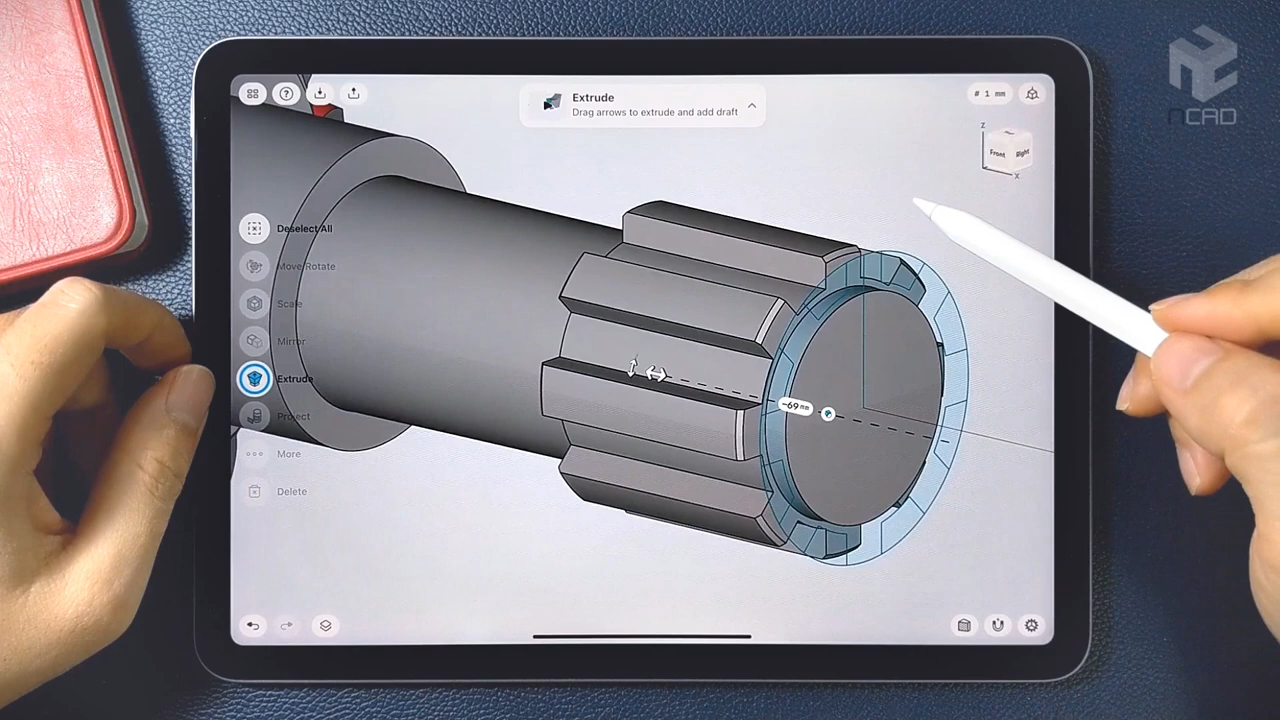 Extrude
Drag arrows to extrude and add draft
# 1 mm
nCAD
Z
Front
Right
X
Deselect All
Move/Rotate
Scale
Mirror
Extrude
-69 mm
Project
More
Delete